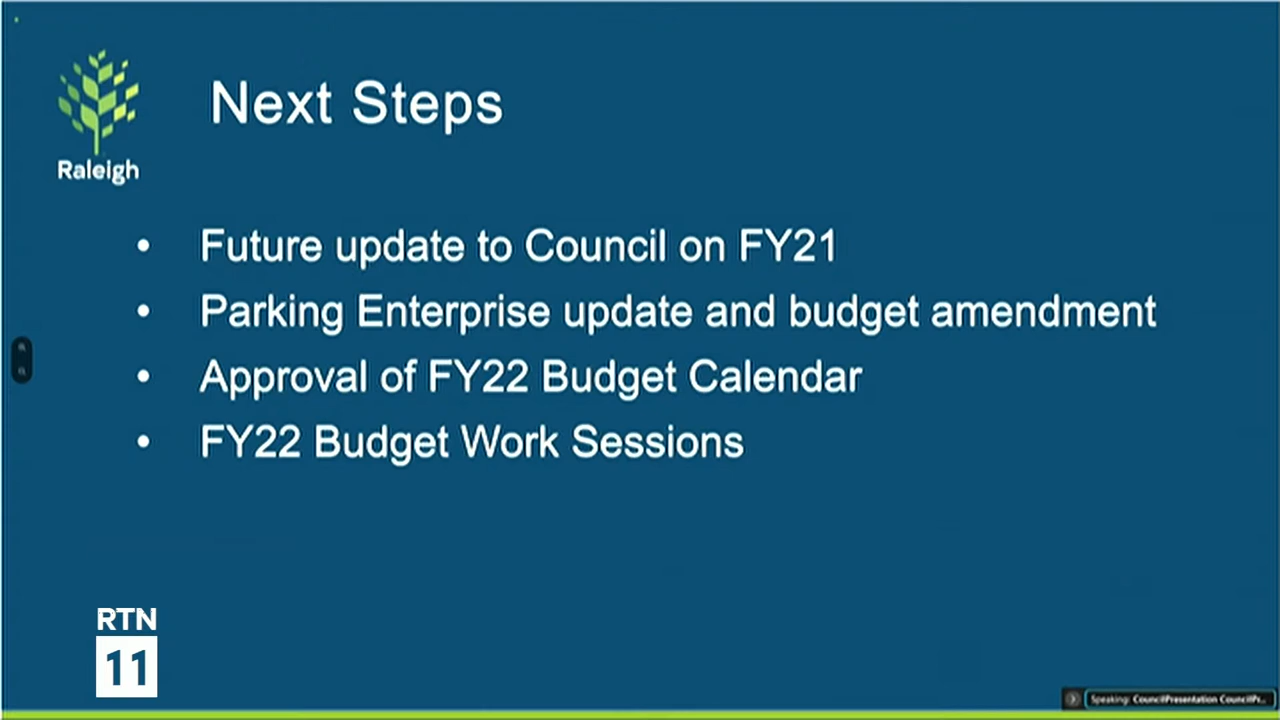 Raleigh
Next Steps
• Future update to Council on FY21
• Parking Enterprise update and budget amendment
• Approval of FY22 Budget Calendar
• FY22 Budget Work Sessions
RTN
11
Speaking: CouncilPresentation CouncilPr...